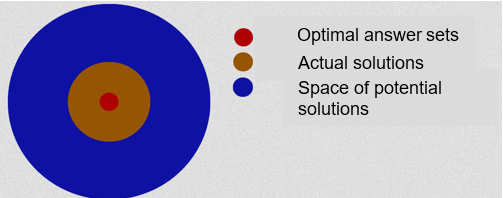 Optimal answer sets
Actual solutions
Space of potential
solutions